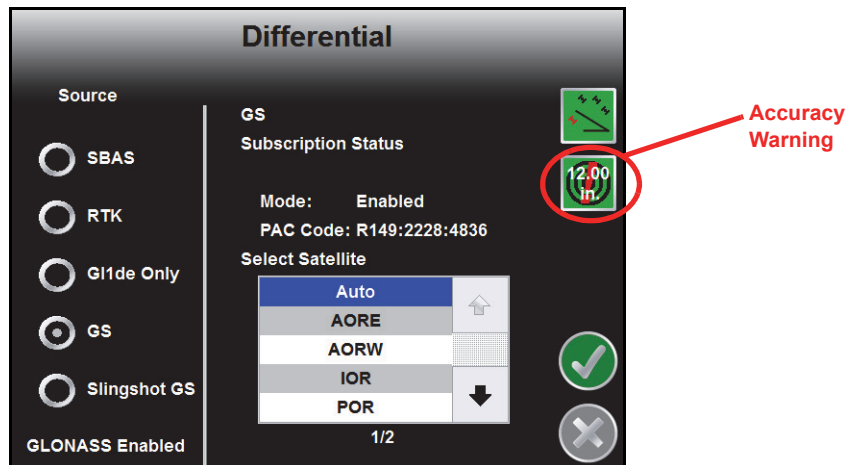 Differential
Source
SBAS
RTK
Gl1de Only
GS
Slingshot GS
GLONASS Enabled
GS
Subscription Status
Mode: Enabled
PAC Code: R149:2228:4836
Select Satellite
Auto
AORE
AORW
IOR
POR
1/2
12.00
in.
Accuracy
Warning